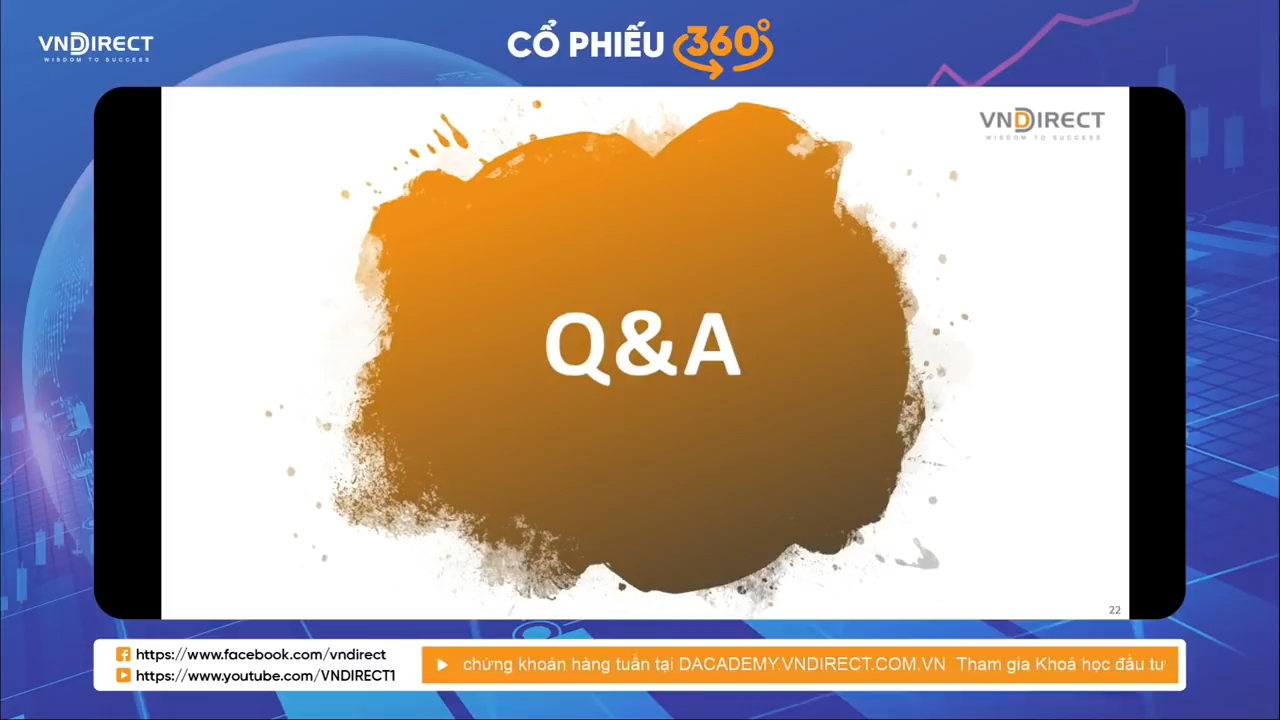 VNDIRECT
WISDOM TO SUCCESS
CỔ PHIẾU 360°
VNDIRECT
WISDOM TO SUCCESS
Q&A
22
https://www.facebook.com/vndirect
https://www.youtube.com/VNDIRECT1
chứng khoán hàng tuần tại DACADEMY.VNDIRECT.COM.VN Tham gia Khoá học đầu tư